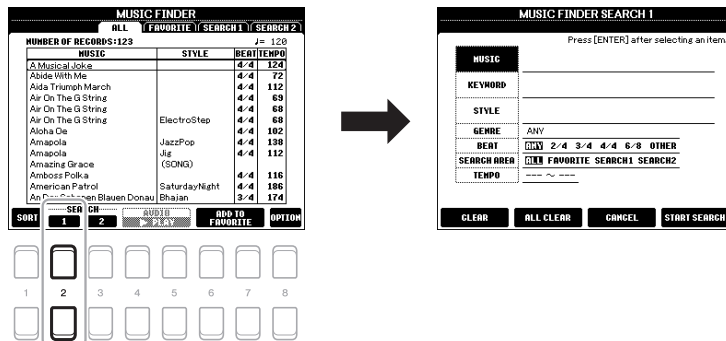 MUSIC FINDER
ALL FAVORITE SEARCH 1 SEARCH 2
NUMBER OF RECORDS:123 ♩= 120
MUSIC STYLE BEAT TEMPO
A Musical Joke 4/4 124
Abide With Me 4/4 72
Aida Triumph March 4/4 112
Air On The G String 4/4 69
Air On The G String 4/4 68
Air On The G String ElectroStep 4/4 68
Aloha Oe 4/4 102
Amapola JazzPop 4/4 138
Amapola Jig 4/4 112
Amazing Grace (SONG)
Amboss Polka 4/4 116
American Patrol SaturdayNight 4/4 186
An Der Schonen Blauen Donau Bhajan 3/4 174
SORT SEARCH 1 2 AUDIO ▶ PLAY ADD TO FAVORITE OPTION
1 2 3 4 5 6 7 8
MUSIC FINDER SEARCH 1
Press [ENTER] after selecting an item.
MUSIC
KEYWORD
STYLE
GENRE ANY
BEAT ANY 2/4 3/4 4/4 6/8 OTHER
SEARCH AREA ALL FAVORITE SEARCH1 SEARCH2
TEMPO --- ~ ---
CLEAR ALL CLEAR CANCEL START SEARCH